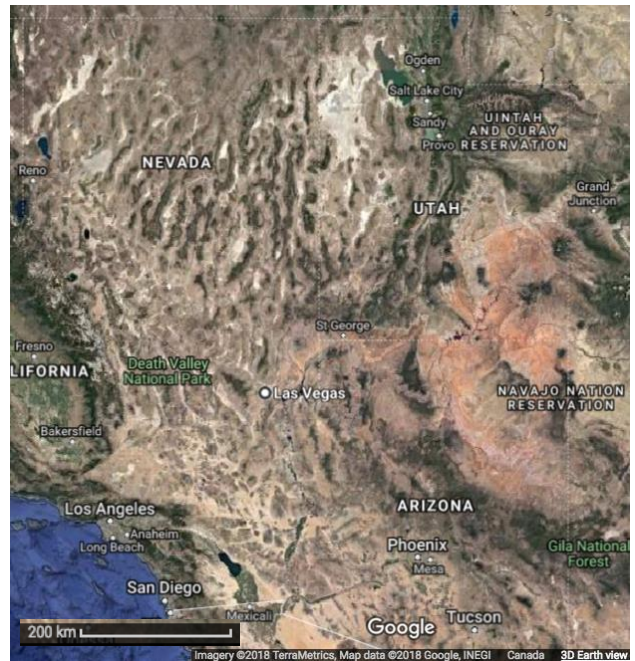 Ogden
Salt Lake City
Sandy
UINTAH
AND OURAY
Provo RESERVATION
NEVADA
Reno
Grand
Junction
UTAH
St George
Fresno
LIFORNIA
Death Valley
National Park
Las Vegas
NAVAJO NATION
RESERVATION
Bakersfield
Los Angeles
Anaheim
Long Beach
ARIZONA
Phoenix
Mesa
Gila National
Forest
San Diego
Mexicali
Google
Tucson
200 km
Imagery ©2018 TerraMetrics, Map data ©2018 Google, INEGI Canada 3D Earth view